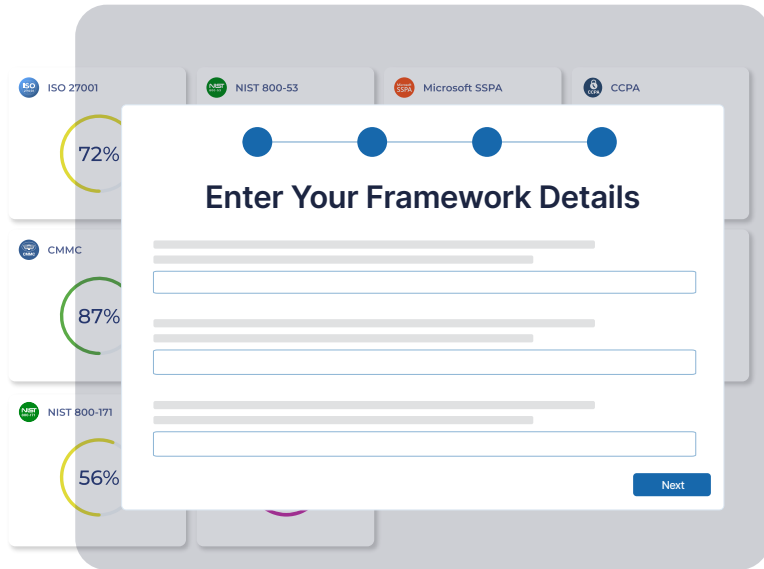 ISO 27001
NIST 800-53
Microsoft SSPA
CCPA
72%
Enter Your Framework Details
CMMC
87%
NIST 800-171
56%
Next